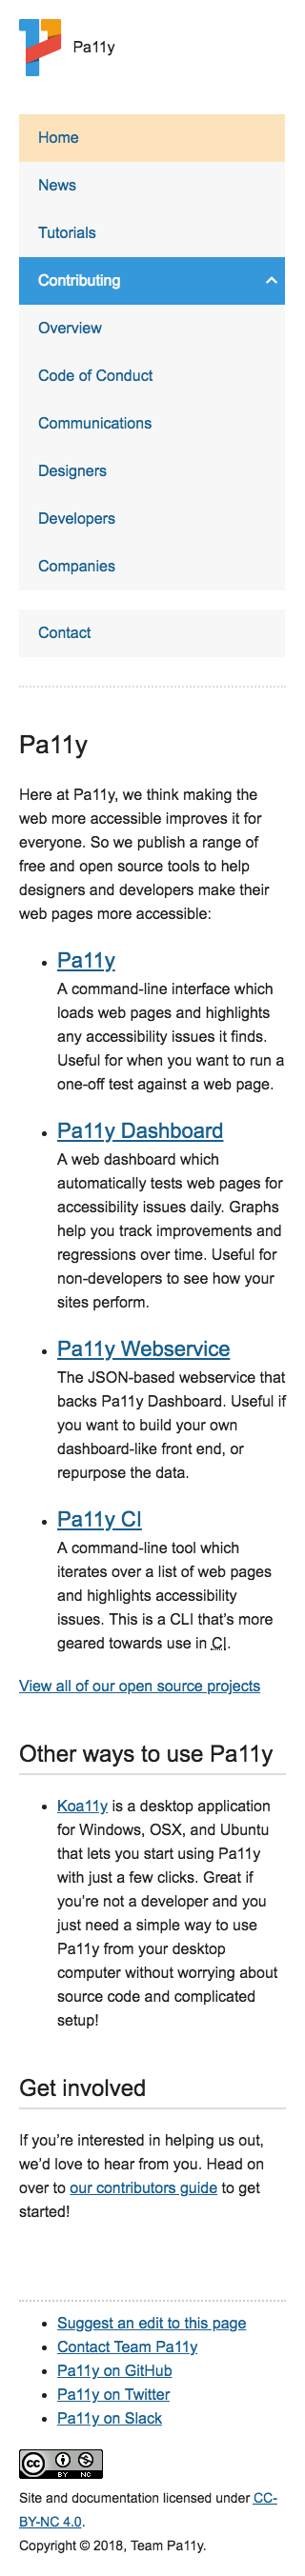 Pa11y
Home
News
Tutorials
Contributing
Overview
Code of Conduct
Communications
Designers
Developers
Companies
Contact
Pa11y
Here at Pa11y, we think making the
web more accessible improves it for
everyone. So we publish a range of
free and open source tools to help
designers and developers make their
web pages more accessible:
Pa11y
A command-line interface which
loads web pages and highlights
any accessibility issues it finds.
Useful for when you want to run a
one-off test against a web page.
Pa11y Dashboard
A web dashboard which
automatically tests web pages for
accessibility issues daily. Graphs
help you track improvements and
regressions over time. Useful for
non-developers to see how your
sites perform.
Pa11y Webservice
The JSON-based webservice that
backs Pa11y Dashboard. Useful if
you want to build your own
dashboard-like front end, or
repurpose the data.
Pa11y CI
A command-line tool which
iterates over a list of web pages
and highlights accessibility
issues. This is a CLI that’s more
geared towards use in CI.
View all of our open source projects
Other ways to use Pa11y
Koa11y is a desktop application
for Windows, OSX, and Ubuntu
that lets you start using Pa11y
with just a few clicks. Great if
you’re not a developer and you
just need a simple way to use
Pa11y from your desktop
computer without worrying about
source code and complicated
setup!
Get involved
If you’re interested in helping us out,
we’d love to hear from you. Head on
over to our contributors guide to get
started!
Suggest an edit to this page
Contact Team Pa11y
Pa11y on GitHub
Pa11y on Twitter
Pa11y on Slack
cc BY NC
Site and documentation licensed under CC-
BY-NC 4.0.
Copyright © 2018, Team Pa11y.